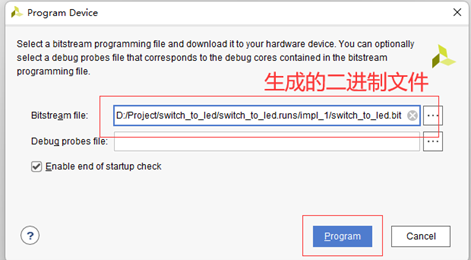 Program Device
Select a bitstream programming file and download it to your hardware device. You can optionally
select a debug probes file that corresponds to the debug cores contained in the bitstream
programming file.
生成的二进制文件
Bitstream file:
D:/Project/switch_to_led/switch_to_led.runs/impl_1/switch_to_led.bit
...
Debug probes file:
...
Enable end of startup check
?
Program
Cancel